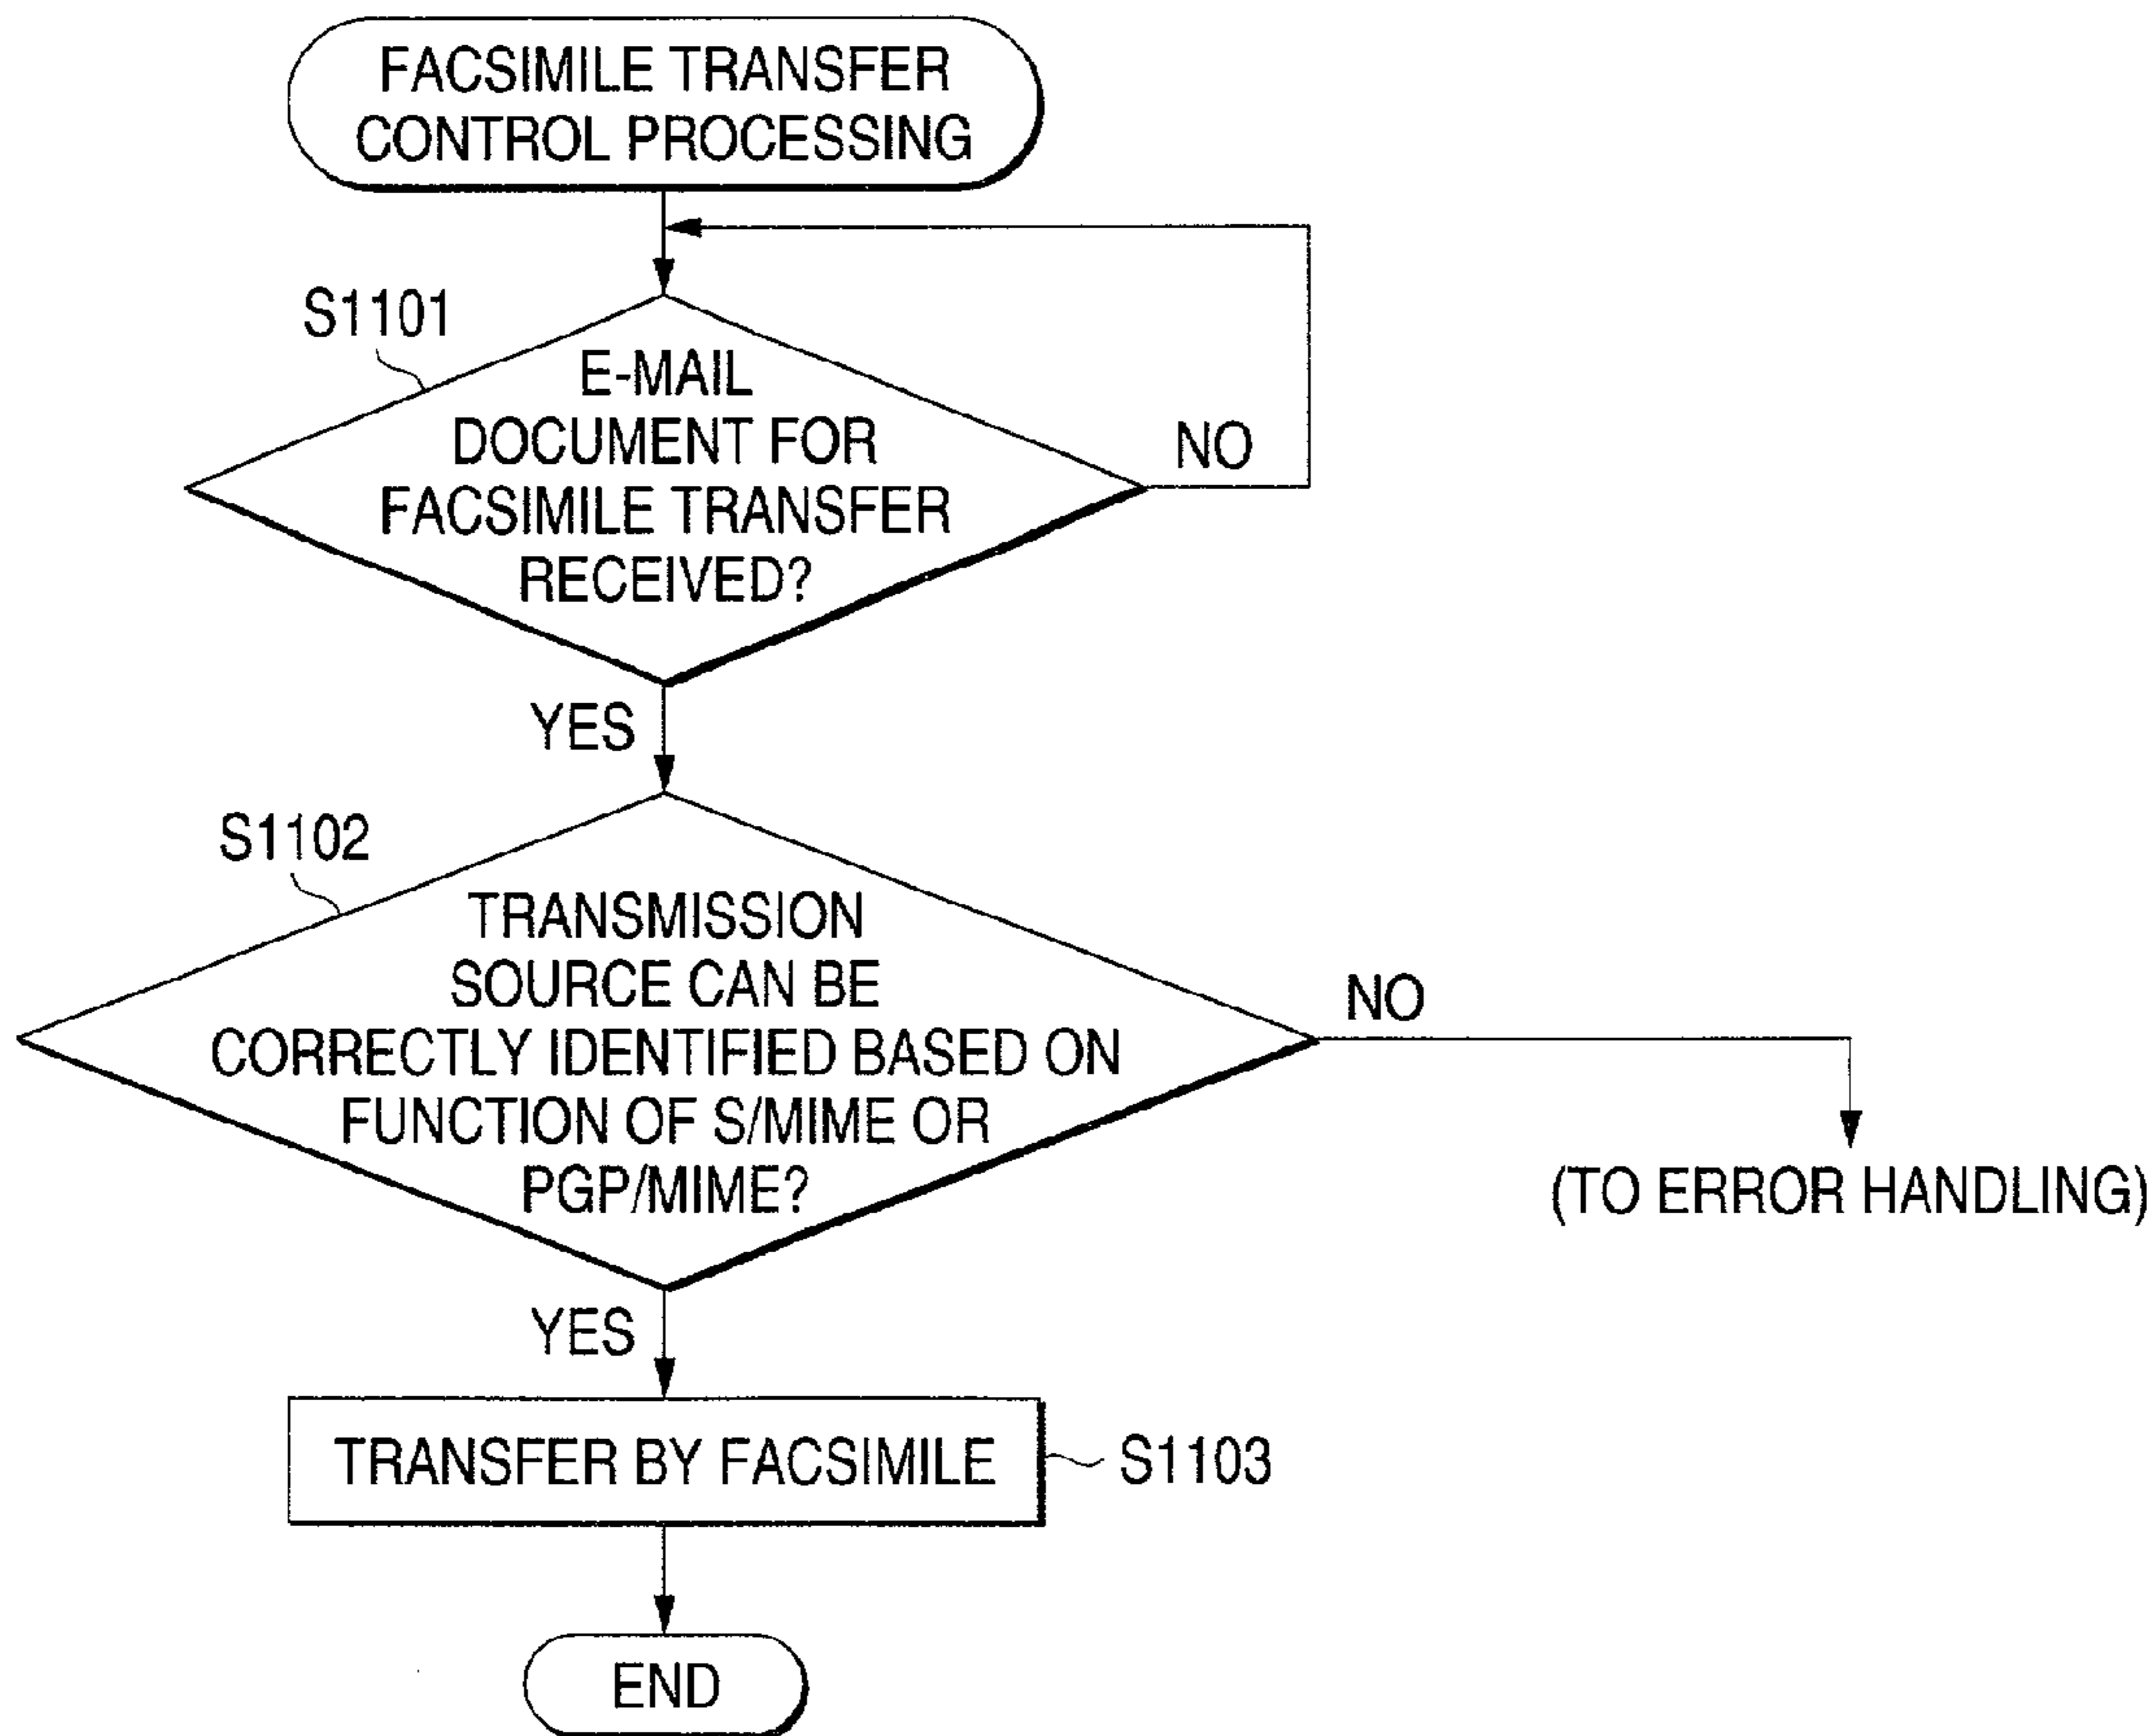 FACSIMILE TRANSFER
CONTROL PROCESSING
S1101
E-MAIL
DOCUMENT FOR
FACSIMILE TRANSFER
RECEIVED?
NO
YES
S1102
TRANSMISSION
SOURCE CAN BE
CORRECTLY IDENTIFIED BASED ON
FUNCTION OF S/MIME OR
PGP/MIME?
NO
(TO ERROR HANDLING)
YES
TRANSFER BY FACSIMILE
S1103
END